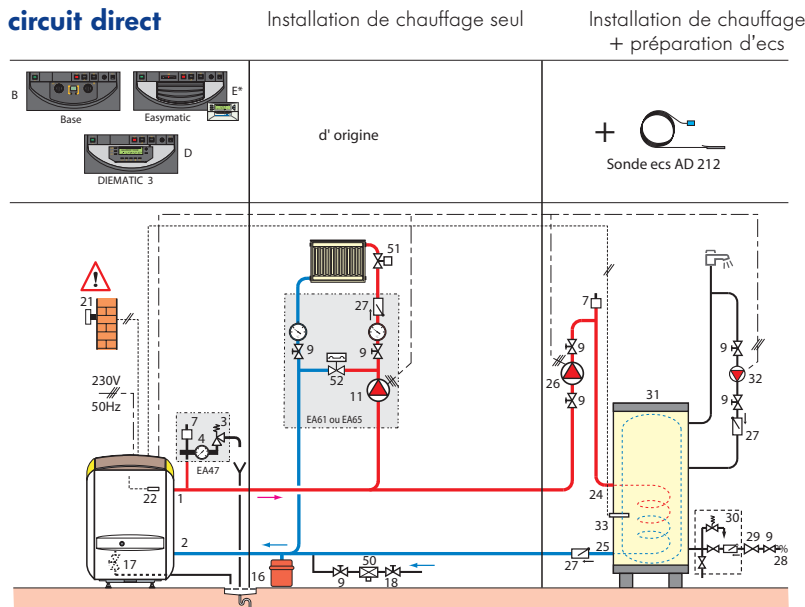 circuit direct
Installation de chauffage seul
Installation de chauffage
+ préparation d'ecs
B
Base
E*
Easymatic
D
DIEMATIC 3
d' origine
+
Sonde ecs AD 212
51
21
27
7
9
9
9
9
52
11
26
9
32
31
9
27
230V
50Hz
EA61 ou EA65
7
3
4
EA47
22
1
24
33
30
29
9
28
2
25
27
17
16
9
50
18